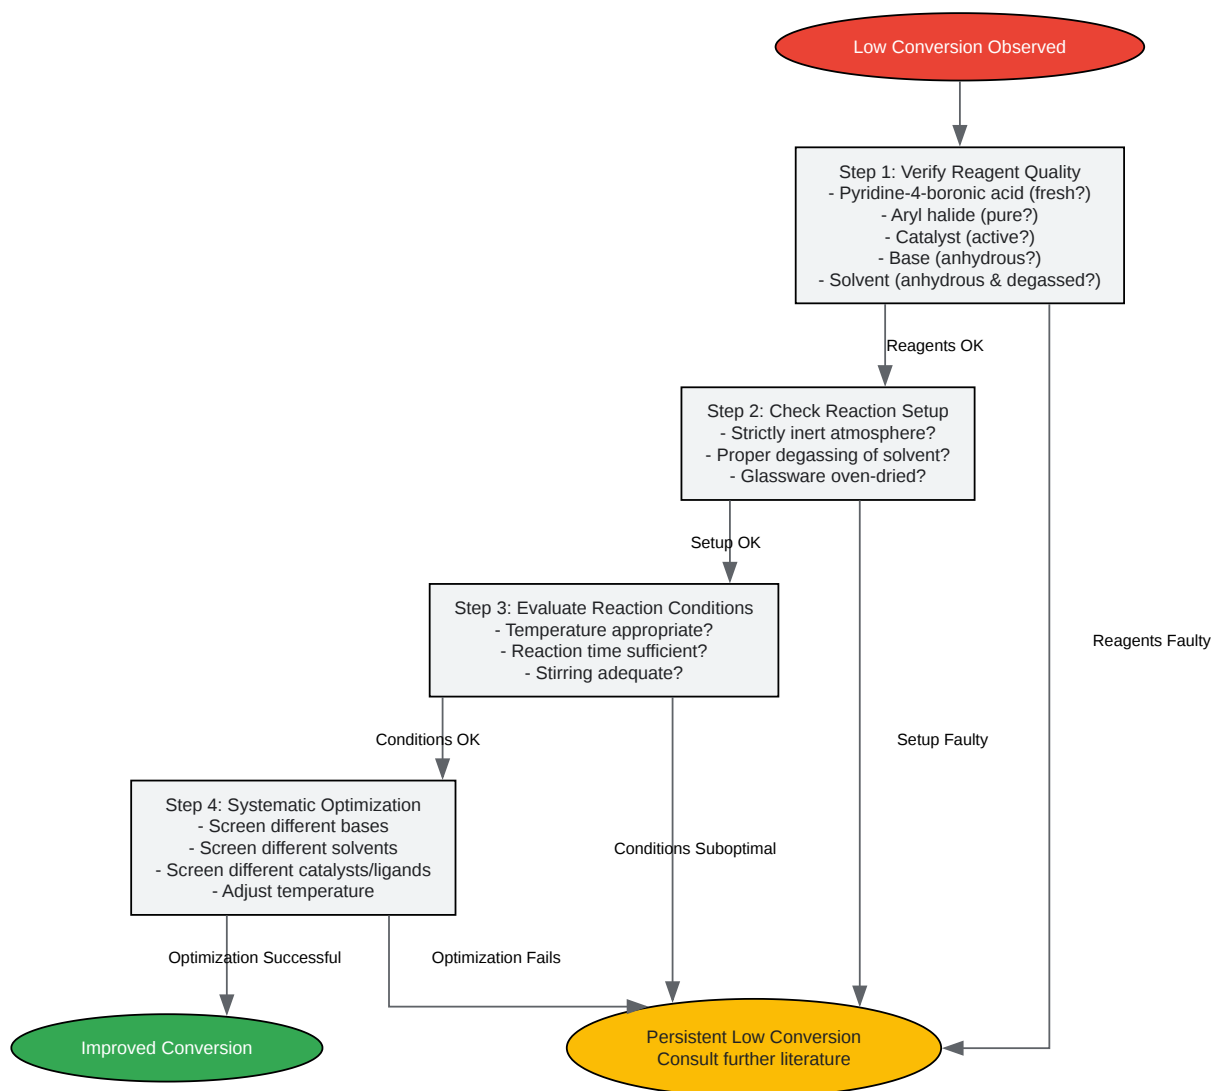 Low Conversion Observed
Step 1: Verify Reagent Quality
- Pyridine-4-boronic acid (fresh?)
- Aryl halide (pure?)
- Catalyst (active?)
- Base (anhydrous?)
- Solvent (anhydrous & degassed?)
Reagents OK
Step 2: Check Reaction Setup
- Strictly inert atmosphere?
- Proper degassing of solvent?
- Glassware oven-dried?
Setup OK
Step 3: Evaluate Reaction Conditions
- Temperature appropriate?
- Reaction time sufficient?
- Stirring adequate?
Reagents Faulty
Conditions OK
Setup Faulty
Step 4: Systematic Optimization
- Screen different bases
- Screen different solvents
- Screen different catalysts/ligands
- Adjust temperature
Conditions Suboptimal
Optimization Successful
Optimization Fails
Improved Conversion
Persistent Low Conversion
Consult further literature